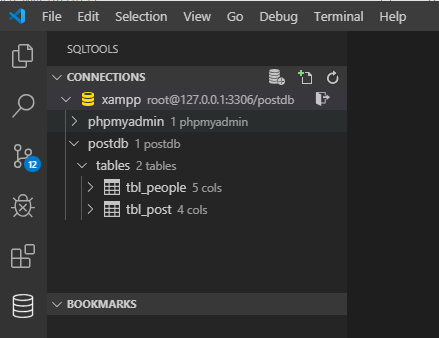 File Edit Selection View Go Debug Terminal Help
SQLTOOLS
CONNECTIONS
xampp root@127.0.0.1:3306/postdb
phpmyadmin 1 phpmyadmin
postdb 1 postdb
tables 2 tables
12
tbl_people 5 cols
tbl_post 4 cols
BOOKMARKS